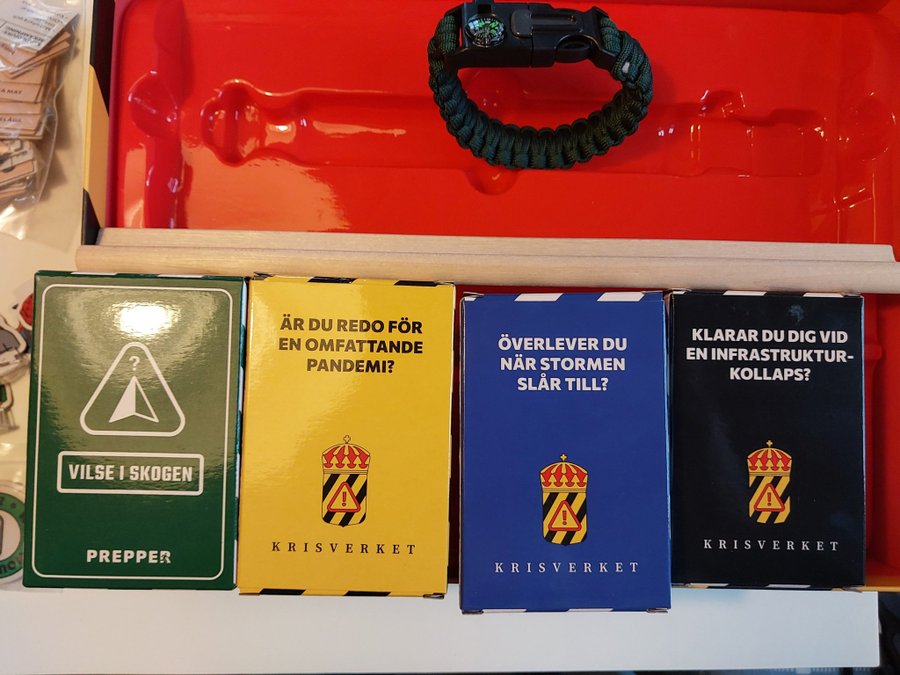 A MAY
?
VILSE I SKOGEN
PREPPER
ÄR DU REDO FÖR
EN OMFATTANDE
PANDEMI?
!
KRISVERKET
ÖVERLEVER DU
NÄR STORMEN
SLÅR TILL?
!
KRISVERKET
KLARAR DU DIG VID
EN INFRASTRUKTUR-
KOLLAPS?
!
KRISVERKET